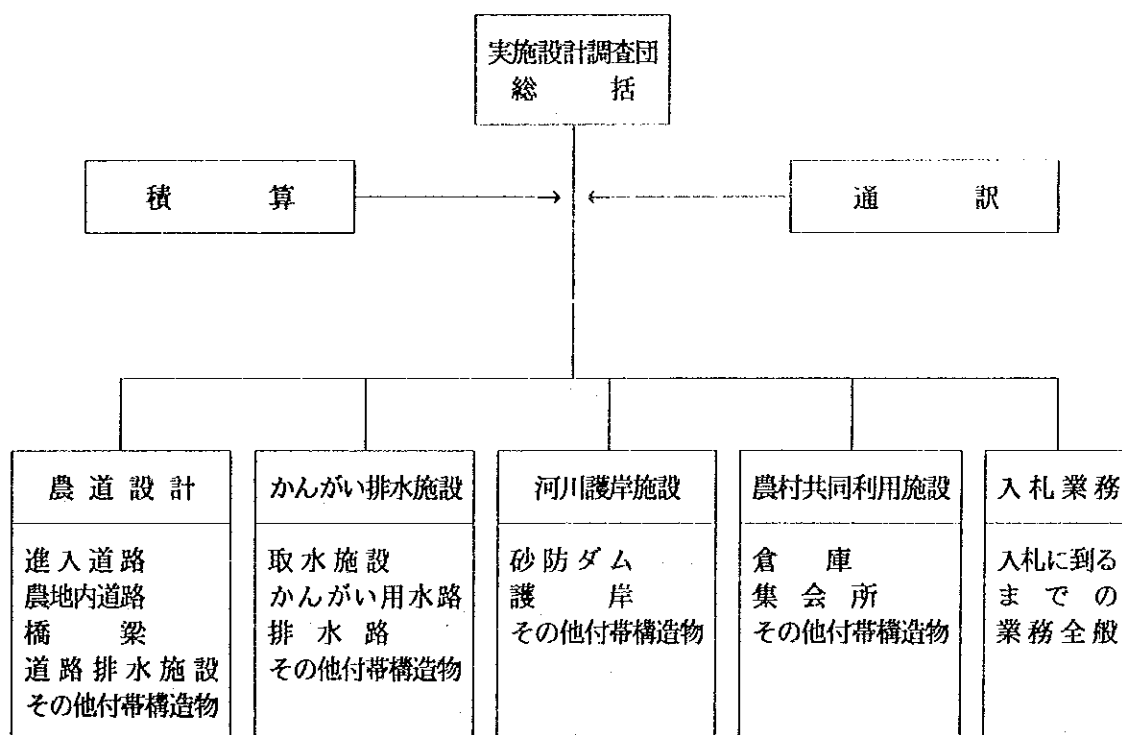 実施設計調査団
総括
積算
通訳
農道設計
進入道路
農地内道路
橋梁
道路排水施設
その他付帯構造物
かんがい排水施設
取水施設
かんがい用水路
排水路
その他付帯構造物
河川護岸施設
砂防ダム
護岸
その他付帯構造物
農村共同利用施設
倉庫
集会所
その他付帯構造物
入札業務
入札に到る
までの
業務全般